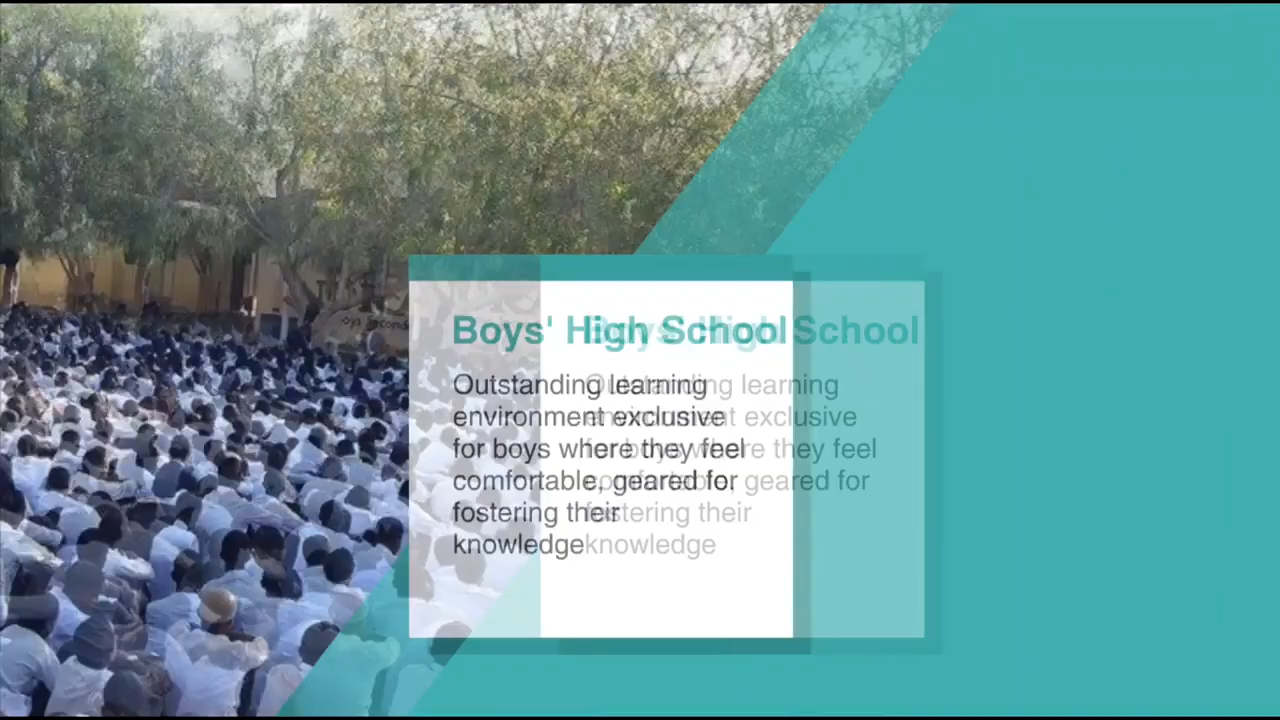 Boys' High School
Outstanding learning
environment exclusive
for boys where they feel
comfortable, geared for
fostering their
knowledge